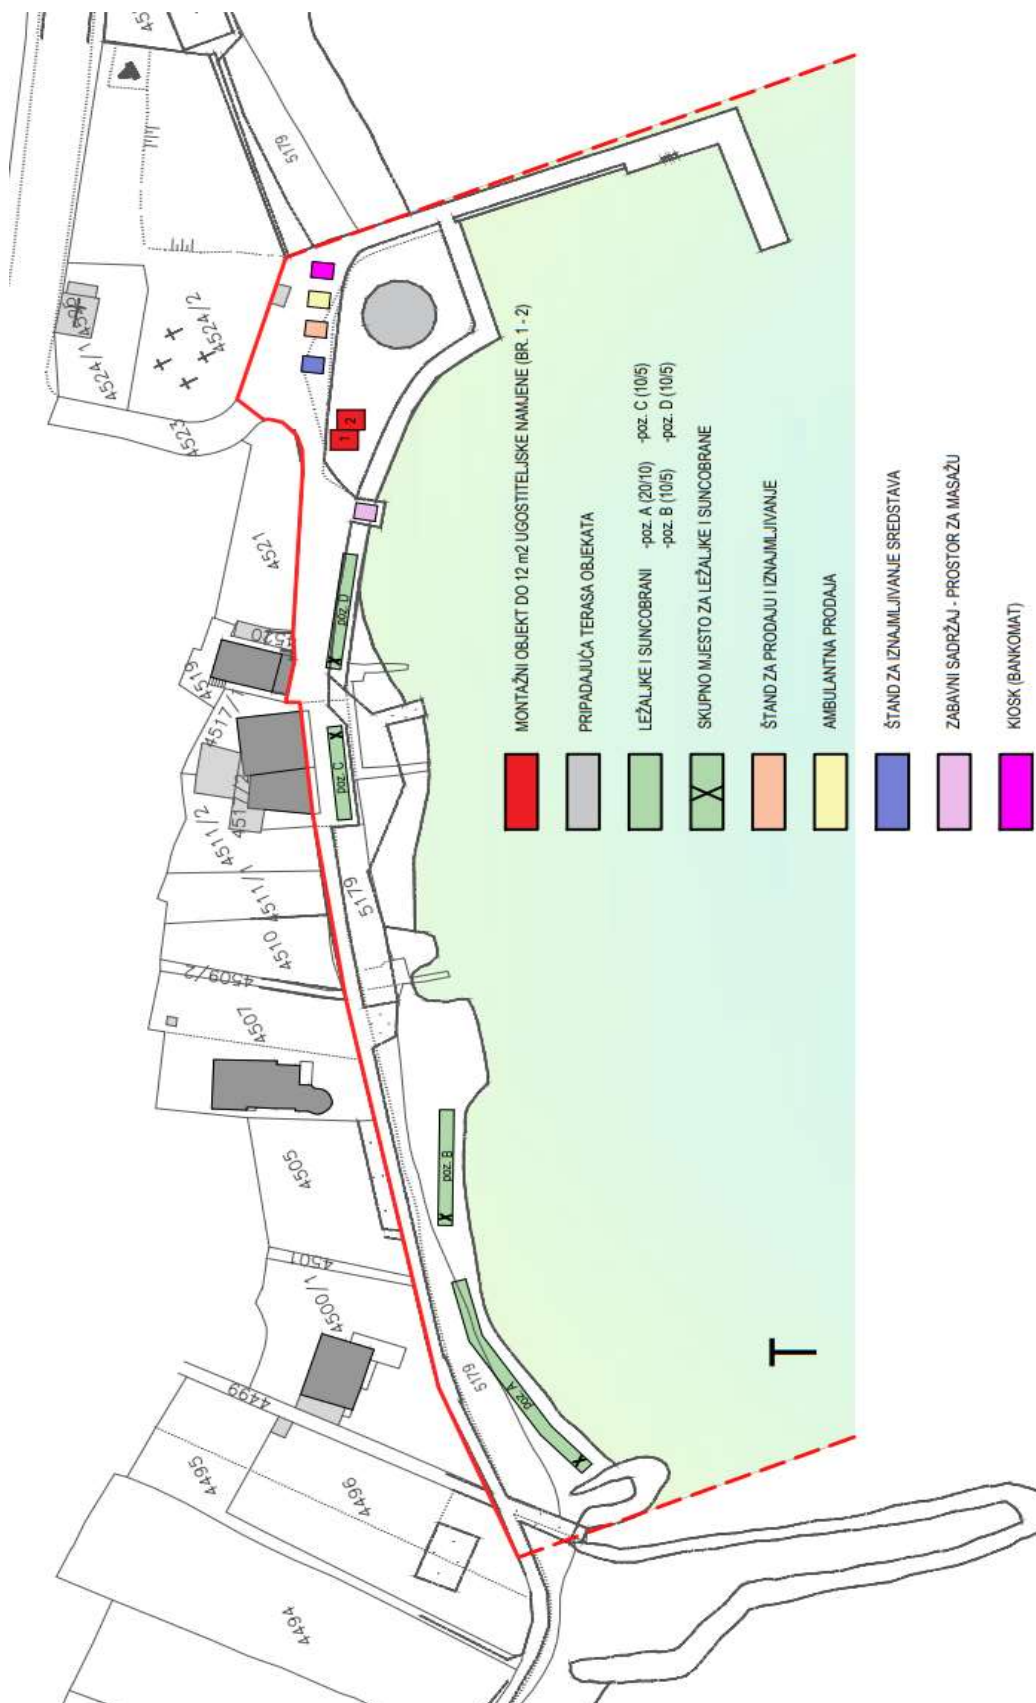 5179
4524/1
4524/2
4523
4521
4520
4519
4517/
4511/2
4511/1
4510
4509/2
4507
4505
4501
4500/1
4499
4495
4496
4494
5179
5179
1
2
poz. D
poz. C
poz. B
poz. A
MONTAŽNI OBJEKT DO 12 m2 UGOSTITELJSKE NAMJENE (BR. 1 - 2)
PRIPADAJUĆA TERASA OBJEKATA
LEŽALJKE I SUNCOBRANI -poz. A (20/10) -poz. C (10/5)
-poz. B (10/5) -poz. D (10/5)
SKUPNO MJESTO ZA LEŽALJKE I SUNCOBRANE
ŠTAND ZA PRODAJU I IZNAJMLJIVANJE
AMBULANTNA PRODAJA
ŠTAND ZA IZNAJMLJIVANJE SREDSTAVA
ZABAVNI SADRŽAJ - PROSTOR ZA MASAŽU
KIOSK (BANKOMAT)